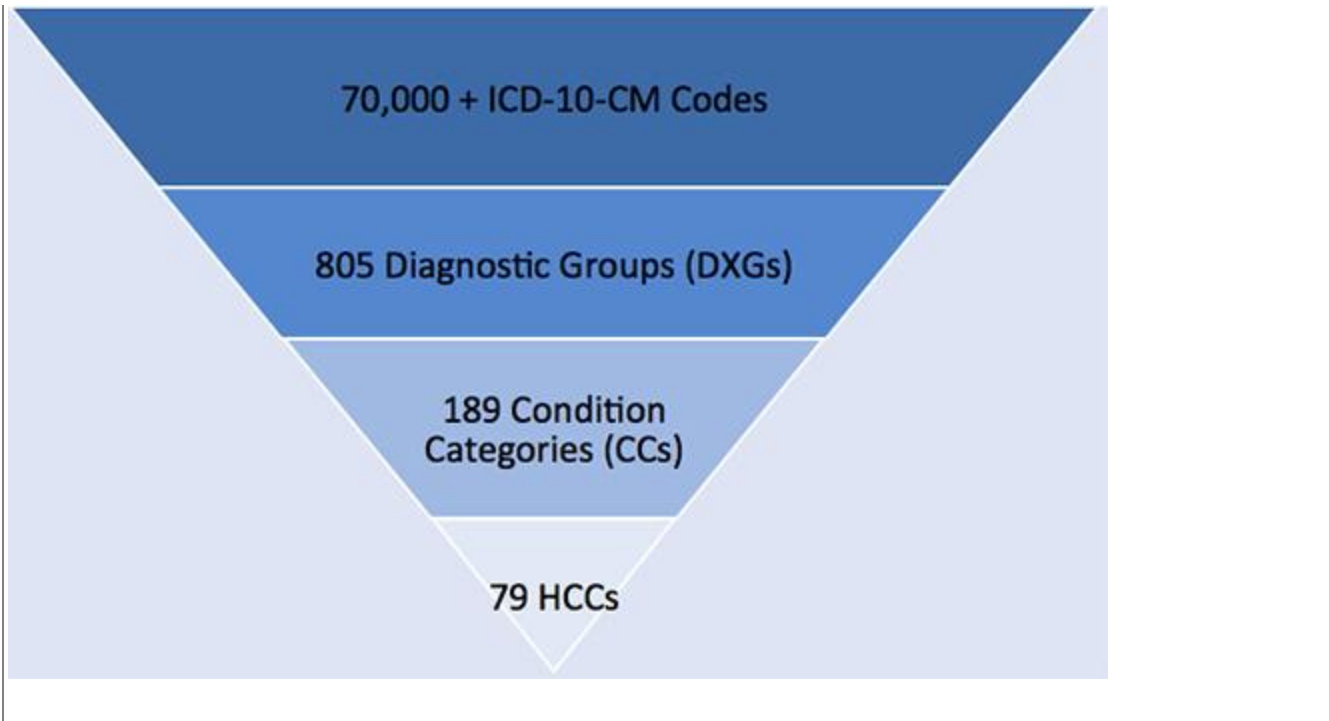 70,000 + ICD-10-CM Codes
805 Diagnostic Groups (DXGs)
189 Condition
Categories (CCs)
79 HCCs